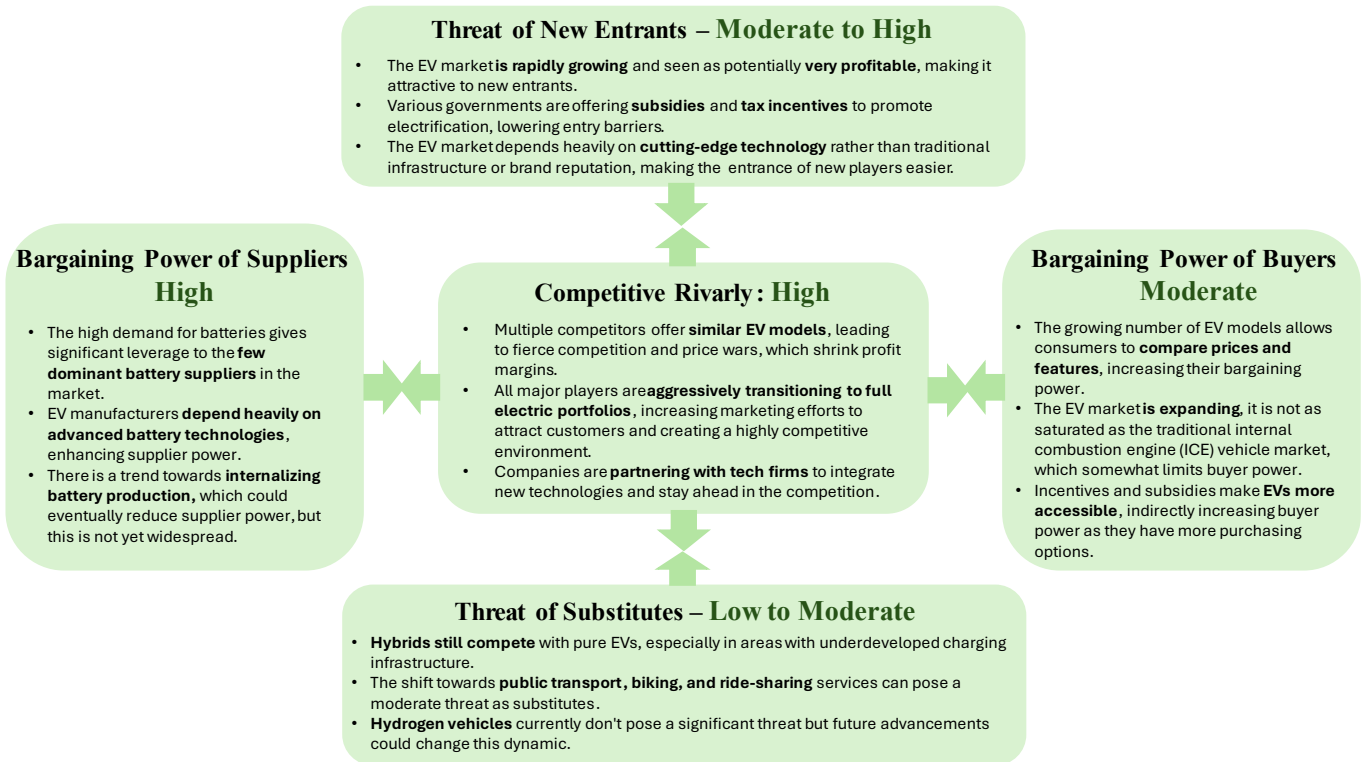 Threat of New Entrants – Moderate to High
• The EV market is rapidly growing and seen as potentially very profitable, making it
attractive to new entrants.
• Various governments are offering subsidies and tax incentives to promote
electrification, lowering entry barriers.
• The EV market depends heavily on cutting-edge technology rather than traditional
infrastructure or brand reputation, making the entrance of new players easier.
Bargaining Power of Suppliers
High
• The high demand for batteries gives
significant leverage to the few
dominant battery suppliers in the
market.
• EV manufacturers depend heavily on
advanced battery technologies,
enhancing supplier power.
• There is a trend towards internalizing
battery production, which could
eventually reduce supplier power, but
this is not yet widespread.
Competitive Rivarly: High
• Multiple competitors offer similar EV models, leading
to fierce competition and price wars, which shrink profit
margins.
• All major players are aggressively transitioning to full
electric portfolios, increasing marketing efforts to
attract customers and creating a highly competitive
environment.
• Companies are partnering with tech firms to integrate
new technologies and stay ahead in the competition.
Bargaining Power of Buyers
Moderate
• The growing number of EV models allows
consumers to compare prices and
features, increasing their bargaining
power.
• The EV market is expanding, it is not as
saturated as the traditional internal
combustion engine (ICE) vehicle market,
which somewhat limits buyer power.
• Incentives and subsidies make EVs more
accessible, indirectly increasing buyer
power as they have more purchasing
options.
Threat of Substitutes – Low to Moderate
• Hybrids still compete with pure EVs, especially in areas with underdeveloped charging
infrastructure.
• The shift towards public transport, biking, and ride-sharing services can pose a
moderate threat as substitutes.
• Hydrogen vehicles currently don't pose a significant threat but future advancements
could change this dynamic.